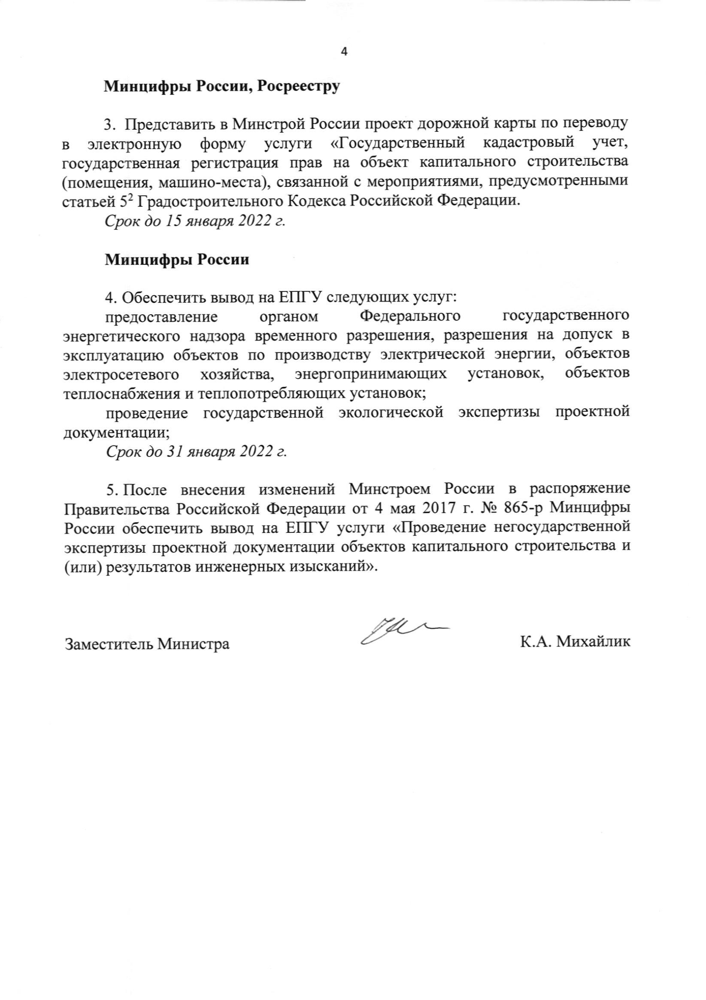 4
Минцифры России, Росреестру
3. Представить в Минстрой России проект дорожной карты по переводу
в электронную форму услуги «Государственный кадастровый учет,
государственная регистрация прав на объект капитального строительства
(помещения, машино-места), связанной с мероприятиями, предусмотренными
статьей 5² Градостроительного Кодекса Российской Федерации.
Срок до 15 января 2022 г.
Минцифры России
4. Обеспечить вывод на ЕПГУ следующих услуг:
предоставление органом Федерального государственного
энергетического надзора временного разрешения, разрешения на допуск в
эксплуатацию объектов по производству электрической энергии, объектов
электросетевого хозяйства, энергопринимающих установок, объектов
теплоснабжения и теплопотребляющих установок;
проведение государственной экологической экспертизы проектной
документации;
Срок до 31 января 2022 г.
5. После внесения изменений Минстроем России в распоряжение
Правительства Российской Федерации от 4 мая 2017 г. № 865-р Минцифры
России обеспечить вывод на ЕПГУ услуги «Проведение негосударственной
экспертизы проектной документации объектов капитального строительства и
(или) результатов инженерных изысканий».
Заместитель Министра К.А. Михайлик